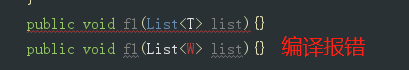 public void f1(List<T> list){}
public void f1(List<W> list){} 编译报错